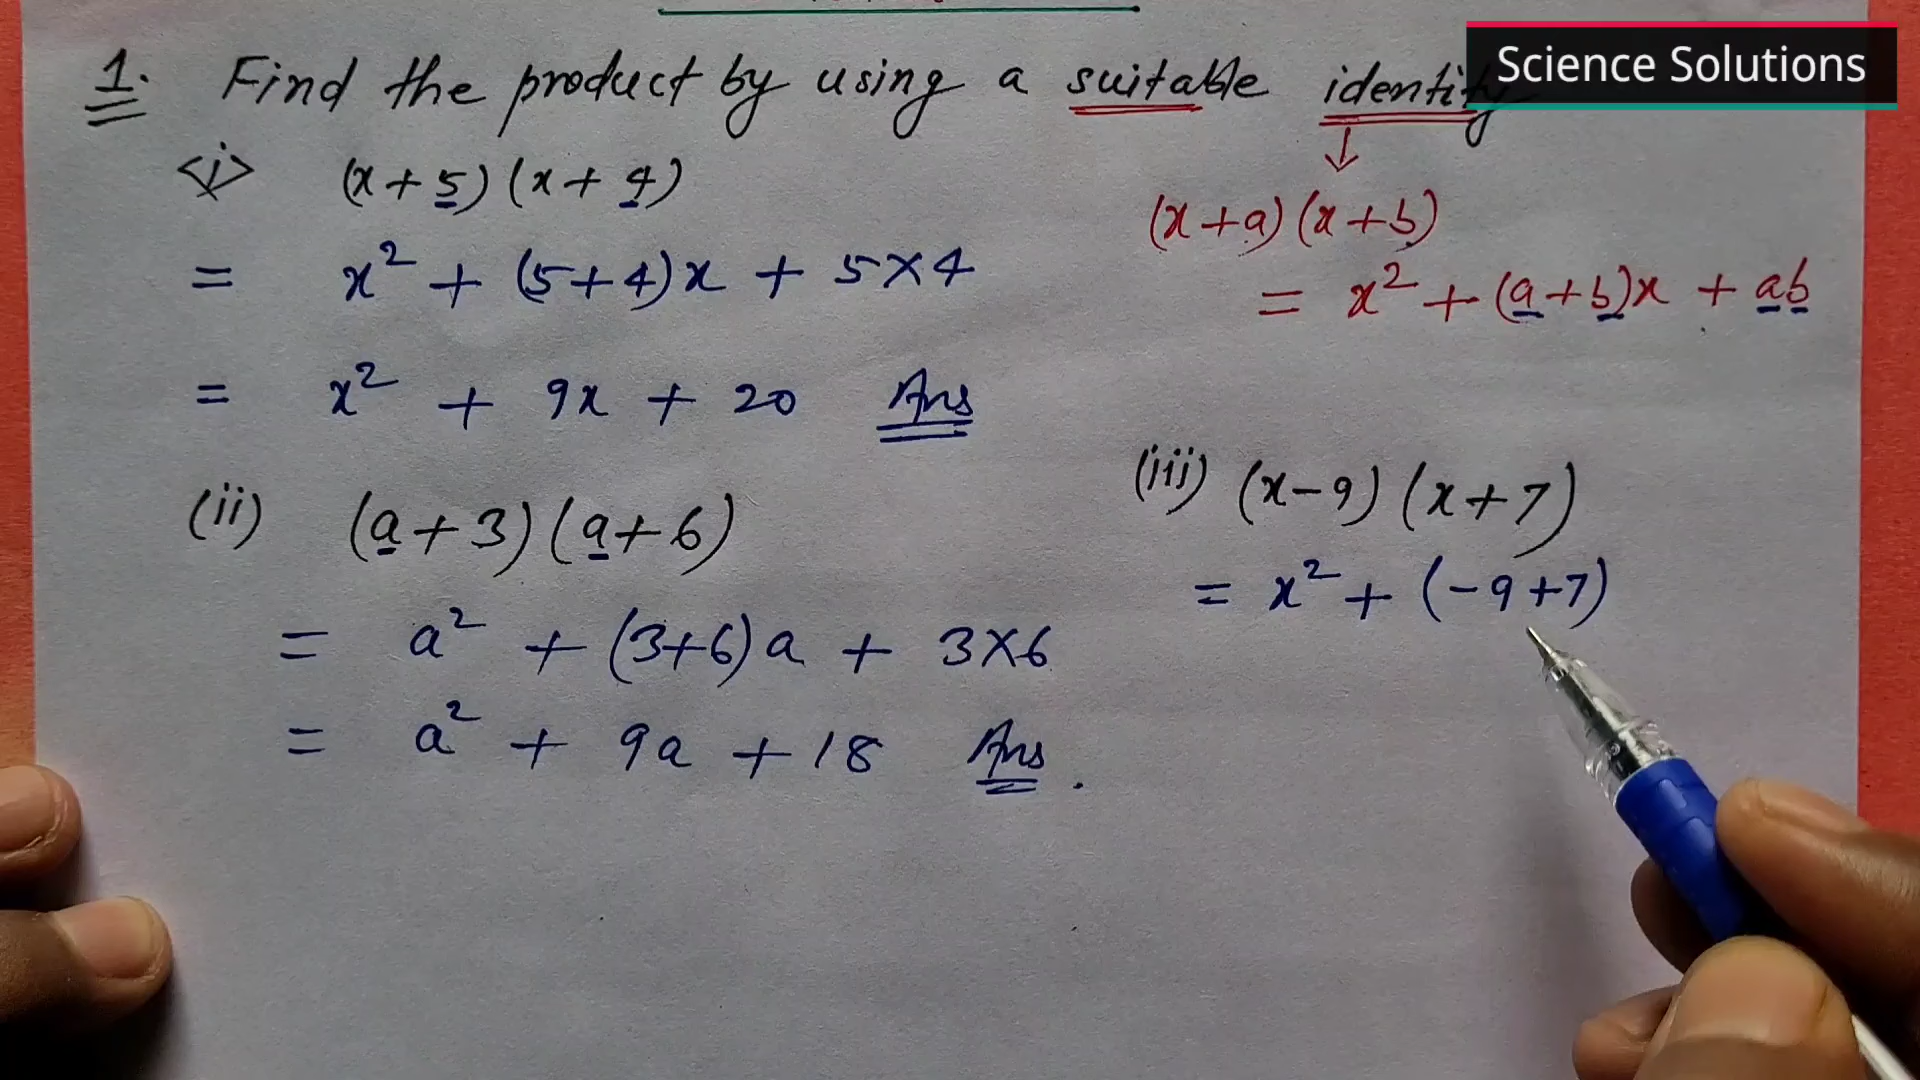 Science Solutions
1. Find the product by using a suitable identity
(x+a)(x+b)
= x² + (a+b)x + ab
<i> (x+5)(x+4)
= x² + (5+4)x + 5×4
= x² + 9x + 20 Ans
(ii) (a+3)(a+6)
= a² + (3+6)a + 3×6
= a² + 9a + 18 Ans.
(iii) (x-9)(x+7)
= x² + (-9+7)